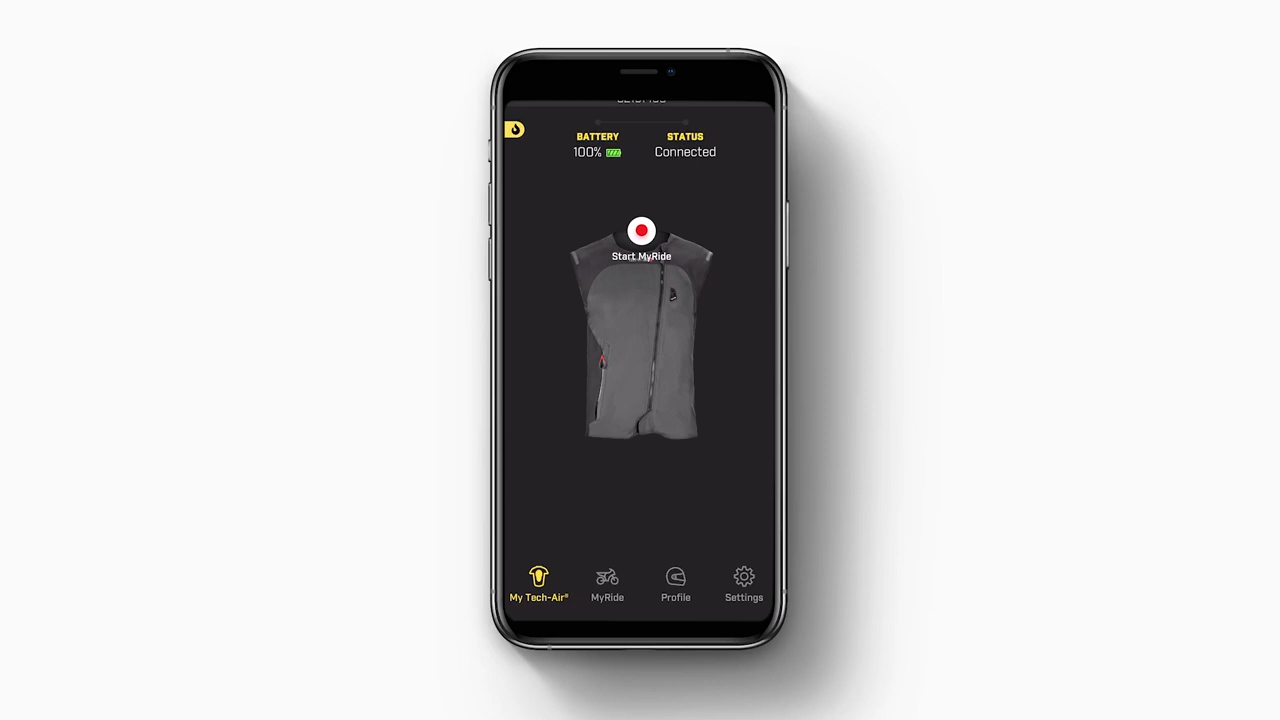 BATTERY
STATUS
100%
Connected
Start MyRide
My Tech-Air®
MyRide
Profile
Settings